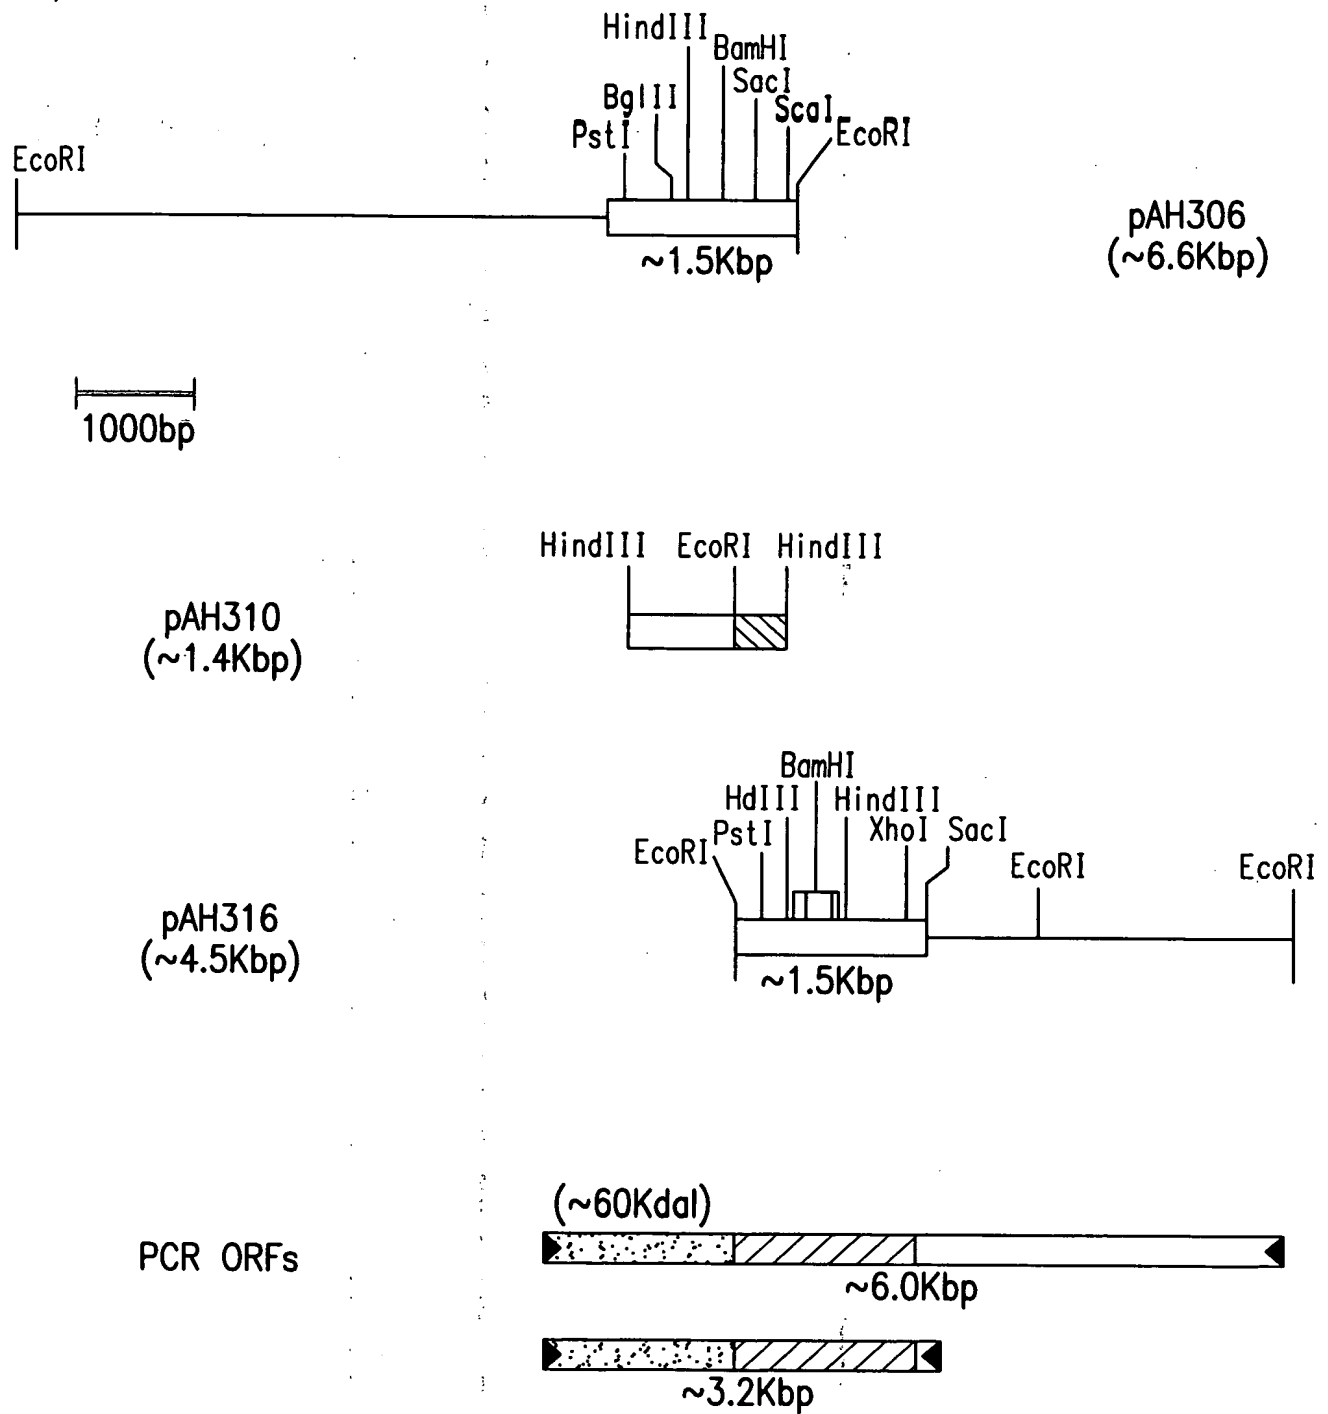 HindIII
BamHI
SacI
BglII
ScaI
PstI
EcoRI
EcoRI
pAH306
(~6.6Kbp)
~1.5Kbp
1000bp
HindIII EcoRI HindIII
pAH310
(~1.4Kbp)
BamHI
HdIII HindIII
PstI XhoI SacI
EcoRI EcoRI EcoRI
pAH316
(~4.5Kbp)
~1.5Kbp
(~60Kdal)
PCR ORFs
~6.0Kbp
~3.2Kbp